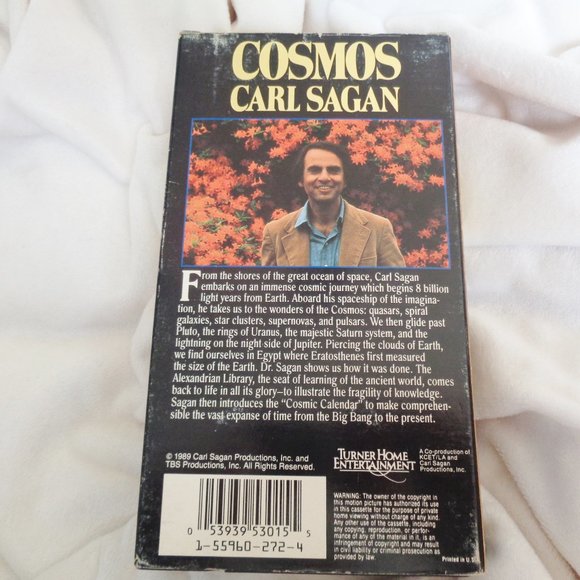 COSMOS
CARL SAGAN
From the shores of the great ocean of space, Carl Sagan
embarks on an immense cosmic journey which begins 8 billion
light years from Earth. Aboard his spaceship of the imagina-
tion, he takes us to the wonders of the Cosmos: quasars, spiral
galaxies, star clusters, supernovas, and pulsars. We then glide past
Pluto, the rings of Uranus, the majestic Saturn system, and the
lightning on the night-side of Jupiter. Piercing the clouds of Earth,
we find ourselves in Egypt where Eratosthenes first measured
the size of the Earth. Dr. Sagan shows us how it was done. The
Alexandrian Library, the seat of learning of the ancient world, comes
back to life in all its glory—to illustrate the fragility of knowledge.
Sagan then introduces the “Cosmic Calendar” to make comprehen-
sible the vast expanse of time from the Big Bang to the present.
© 1989 Carl Sagan Productions, Inc. and
TBS Productions, Inc. All Rights Reserved.
TURNER HOME
ENTERTAINMENT
A Co-production of
KCET/LA and
Carl Sagan
Productions, Inc.
0 53939 53015 5
1-55960-272-4
WARNING: The owner of the copyright in
this motion picture has authorized its use
in this cassette for the purpose of private
home viewing without charge of any kind.
Any other use of the cassette, including
any copying, reproduction, or perfor-
mance of any of the material in it, is an
infringement of copyright and may result
in civil liability or criminal prosecution as
provided by law.
Printed in U.S.